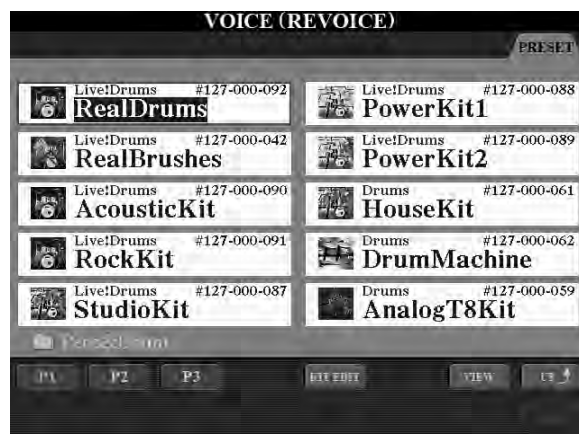 VOICE (REVOICE)
PRESET
Live!Drums #127-000-092
RealDrums
Live!Drums #127-000-088
PowerKit1
Live!Drums #127-000-042
RealBrushes
Live!Drums #127-000-089
PowerKit2
Live!Drums #127-000-090
AcousticKit
Drums #127-000-061
HouseKit
Live!Drums #127-000-091
RockKit
Drums #127-000-062
DrumMachine
Live!Drums #127-000-087
StudioKit
Drums #127-000-059
AnalogT8Kit
P1 P2 P3 VIEW UP